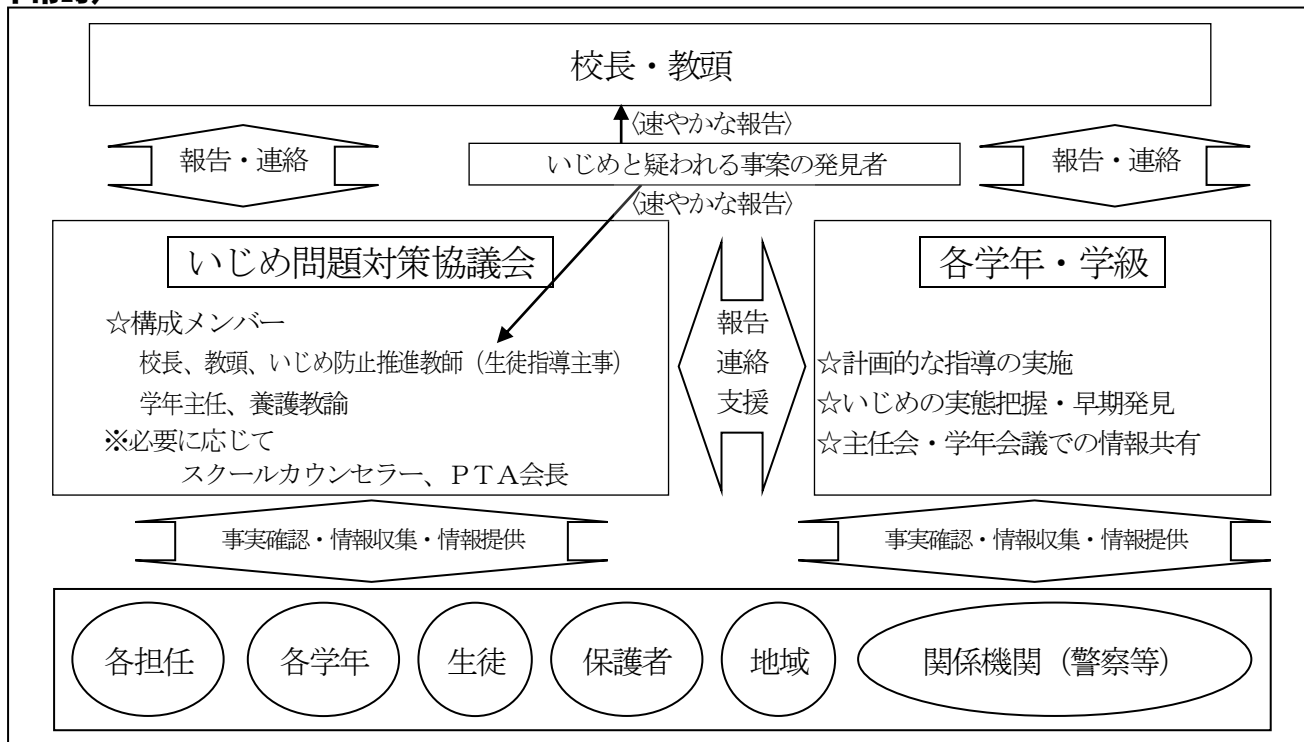 校長・教頭
〈速やかな報告〉
報告・連絡
いじめと疑われる事案の発見者
報告・連絡
〈速やかな報告〉
いじめ問題対策協議会
☆構成メンバー
校長、教頭、いじめ防止推進教師（生徒指導主事）
学年主任、養護教諭
※必要に応じて
スクールカウンセラー、ＰＴＡ会長
報告
連絡
支援
各学年・学級
☆計画的な指導の実施
☆いじめの実態把握・早期発見
☆主任会・学年会議での情報共有
事実確認・情報収集・情報提供
事実確認・情報収集・情報提供
各担任
各学年
生徒
保護者
地域
関係機関（警察等）